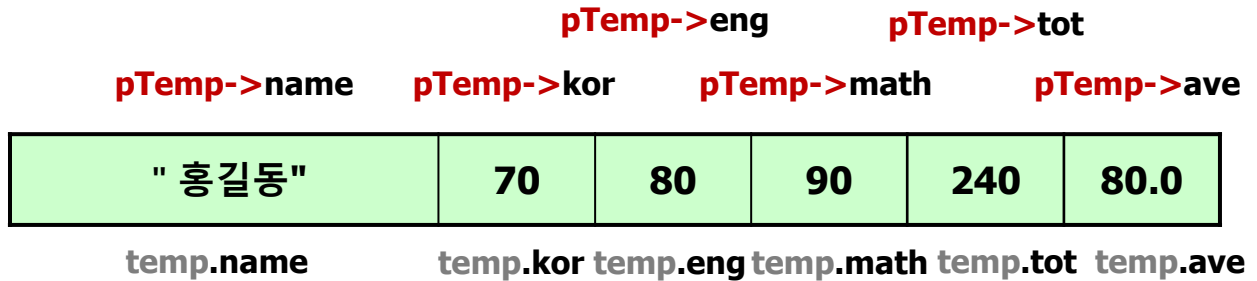 pTemp->eng pTemp->tot
pTemp->name pTemp->kor pTemp->math pTemp->ave
" 홍길동" 70 80 90 240 80.0
temp.name temp.kor temp.eng temp.math temp.tot temp.ave